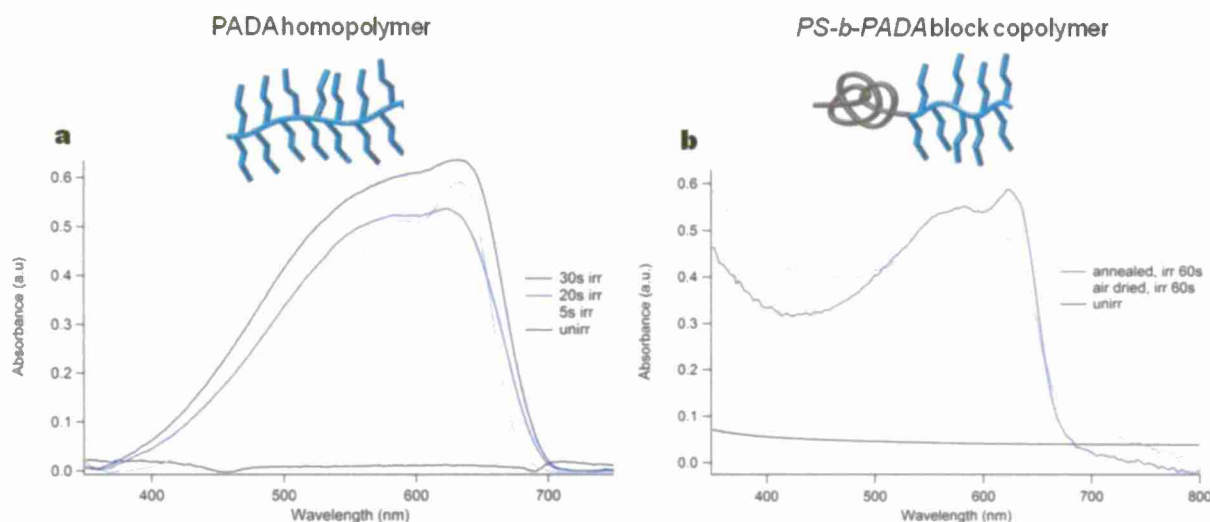 PADA homopolymer
PS-b-PADA block copolymer
a
0.6
0.5
0.4
0.3
0.2
0.1
0.0
Absorbance (a.u)
30s irr
20s irr
5s irr
unirr
400
500
600
700
Wavelength (nm)
b
0.6
0.5
0.4
0.3
0.2
0.1
0.0
Absorbance (a.u.)
annealed, irr 60s
air dried, irr 60s
unirr
400
500
600
700
800
Wavelength (nm)